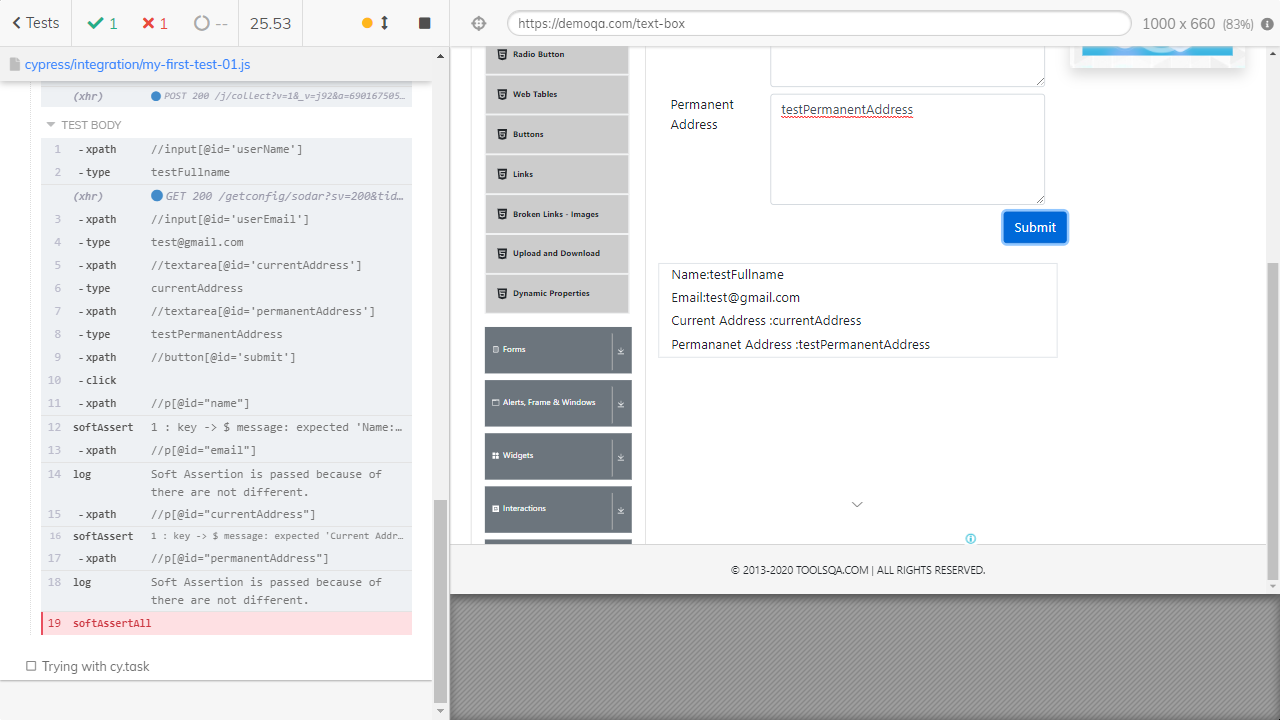 Tests
1
1
--
25.53
https://demoqa.com/text-box
1000 x 660 (83%)
cypress/integration/my-first-test-01.js
(xhr) POST 200 /j/collect?v=1&_v=j92&a=690167505…
TEST BODY
1 -xpath //input[@id='userName']
2 -type testFullname
(xhr) GET 200 /getconfig/sodar?sv=200&tid…
3 -xpath //input[@id='userEmail']
4 -type test@gmail.com
5 -xpath //textarea[@id='currentAddress']
6 -type currentAddress
7 -xpath //textarea[@id='permanentAddress']
8 -type testPermanentAddress
9 -xpath //button[@id='submit']
10 -click
11 -xpath //p[@id="name"]
12 softAssert 1 : key -> $ message: expected 'Name:…
13 -xpath //p[@id="email"]
14 log Soft Assertion is passed because of
there are not different.
15 -xpath //p[@id="currentAddress"]
16 softAssert 1 : key -> $ message: expected 'Current Addr…
17 -xpath //p[@id="permanentAddress"]
18 log Soft Assertion is passed because of
there are not different.
19 softAssertAll
Trying with cy.task
Radio Button
Web Tables
Buttons
Links
Broken Links - Images
Upload and Download
Dynamic Properties
Forms
Alerts, Frame & Windows
Widgets
Interactions
Permanent
Address
testPermanentAddress
Submit
Name:testFullname
Email:test@gmail.com
Current Address :currentAddress
Permananet Address :testPermanentAddress
© 2013-2020 TOOLSQA.COM | ALL RIGHTS RESERVED.